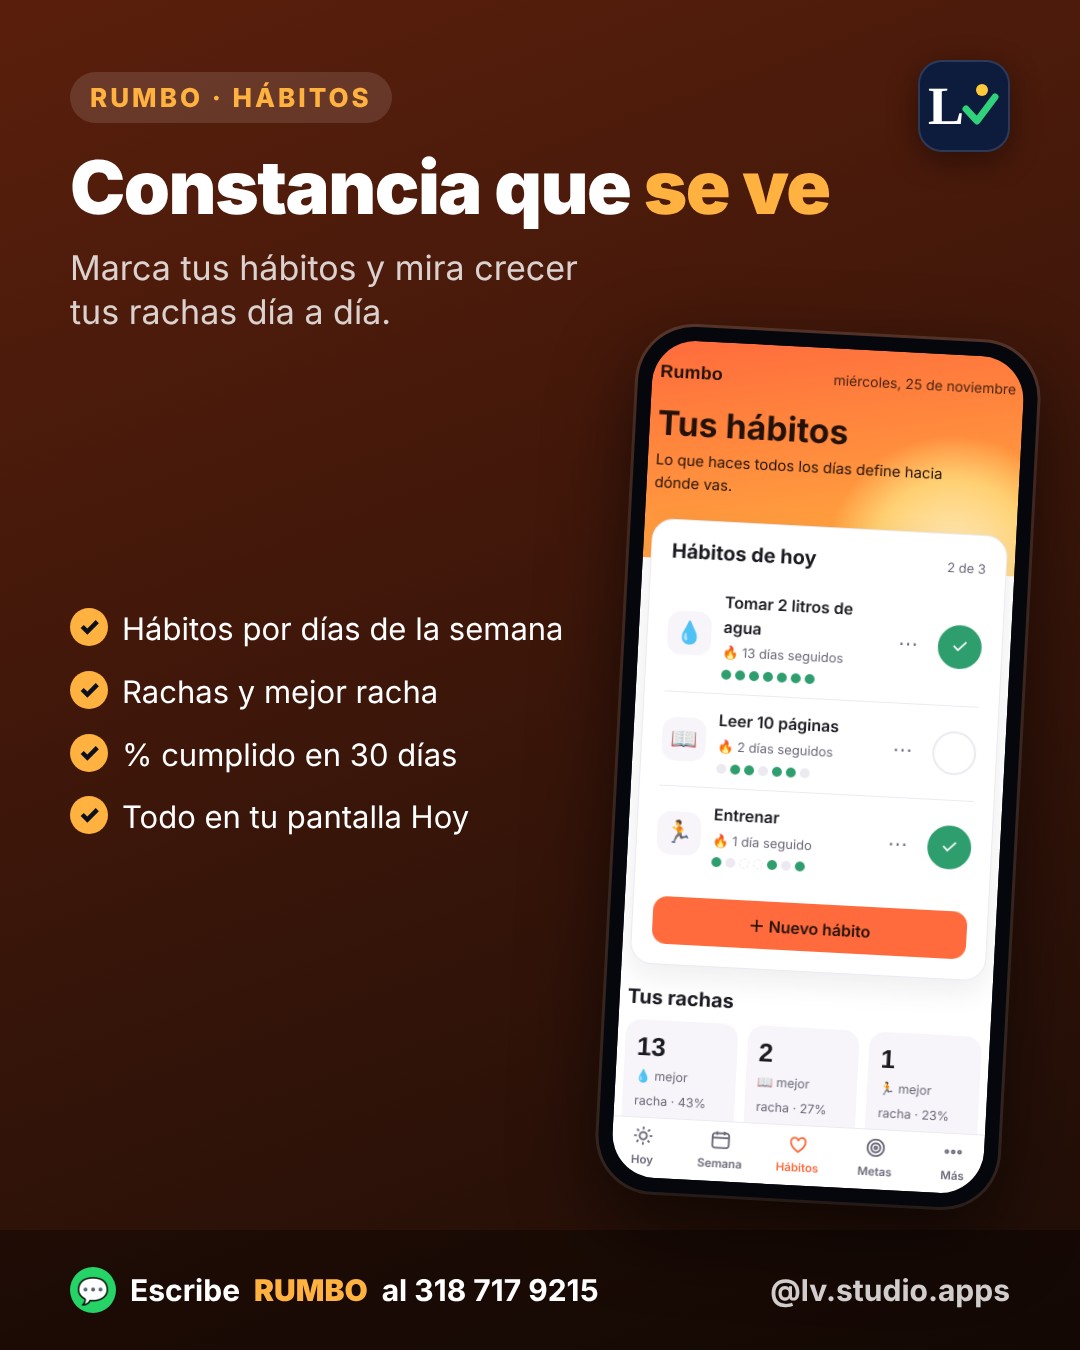 RUMBO · HÁBITOS
LV
Constancia que se ve
Marca tus hábitos y mira crecer
tus rachas día a día.
Rumbo
miércoles, 25 de noviembre
Tus hábitos
Lo que haces todos los días define hacia
dónde vas.
Hábitos de hoy
2 de 3
Tomar 2 litros de
agua
13 días seguidos
Leer 10 páginas
2 días seguidos
Entrenar
1 día seguido
+ Nuevo hábito
Tus rachas
13
mejor
racha · 43%
2
mejor
racha · 27%
1
mejor
racha · 23%
Hoy
Semana
Hábitos
Metas
Más
Hábitos por días de la semana
Rachas y mejor racha
% cumplido en 30 días
Todo en tu pantalla Hoy
Escribe RUMBO al 318 717 9215
@lv.studio.apps